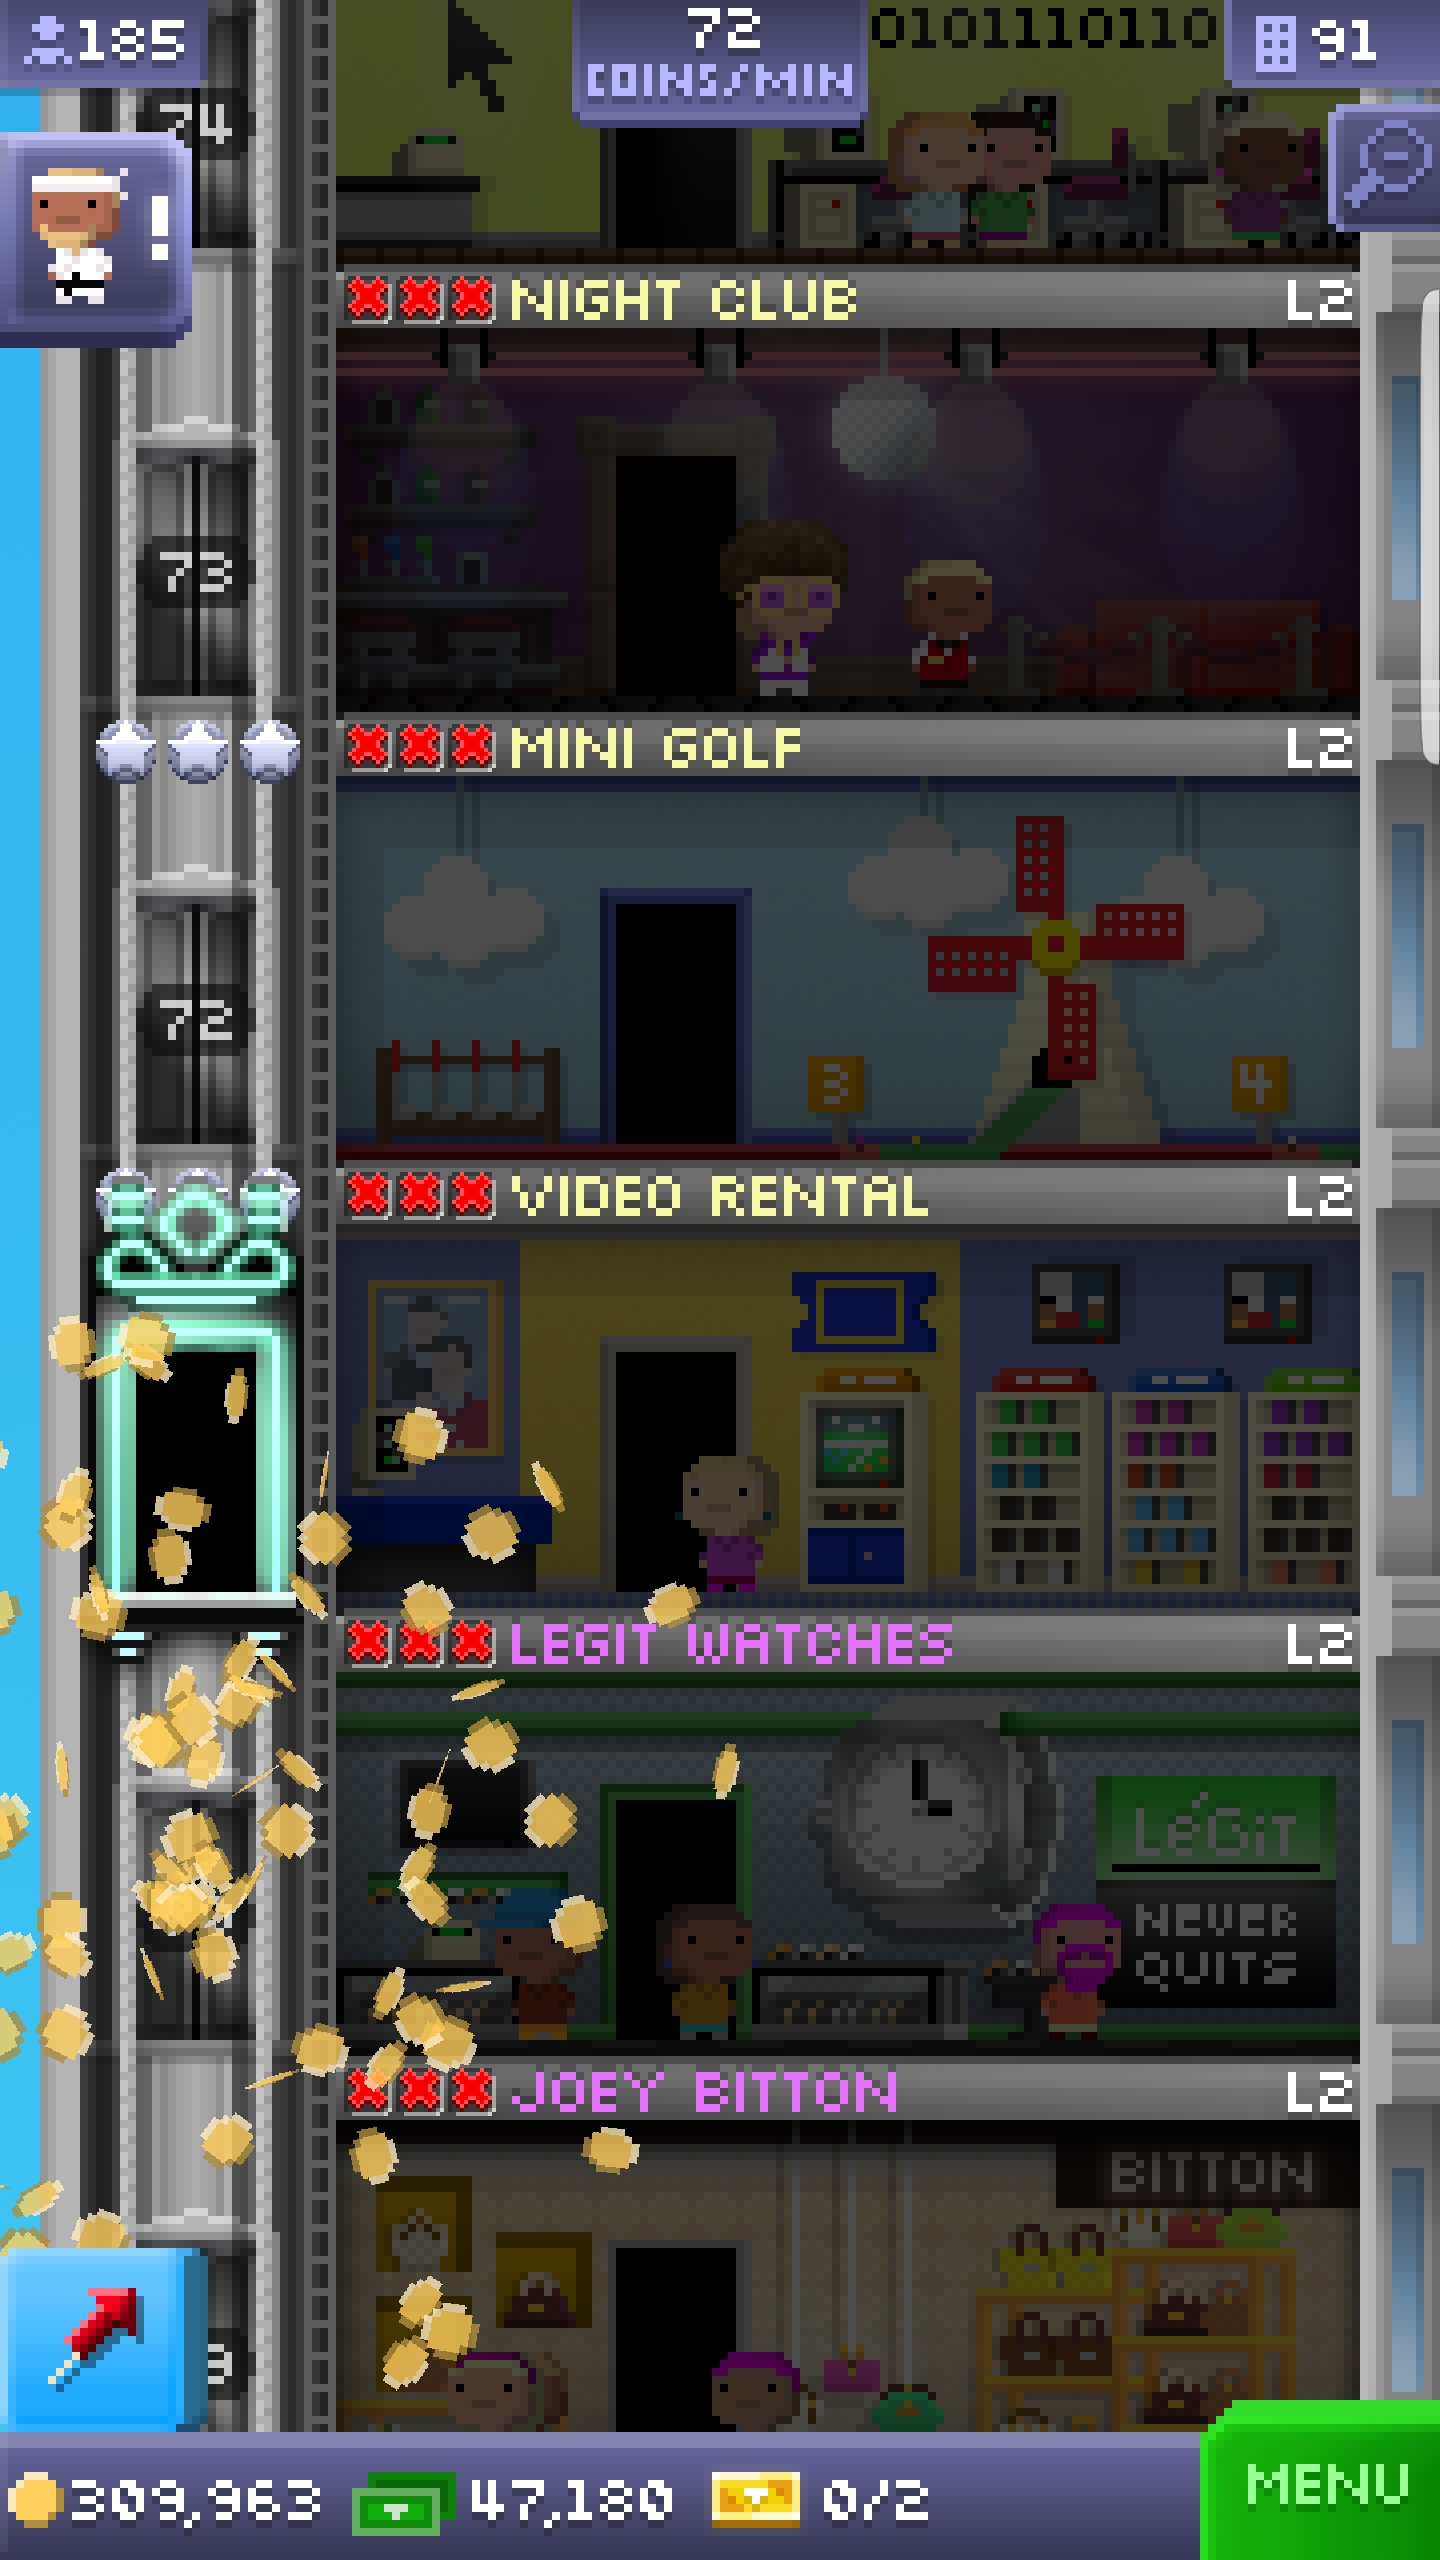 185
72
COINS/MIN
0101110110
91
74
!
NIGHT CLUB
L2
73
MINI GOLF
L2
72
3
4
VIDEO RENTAL
L2
LEGIT WATCHES
L2
LéGiT
NEVER
QUITS
JOEY BITTON
L2
BITTON
309,963
47,180
0/2
MENU